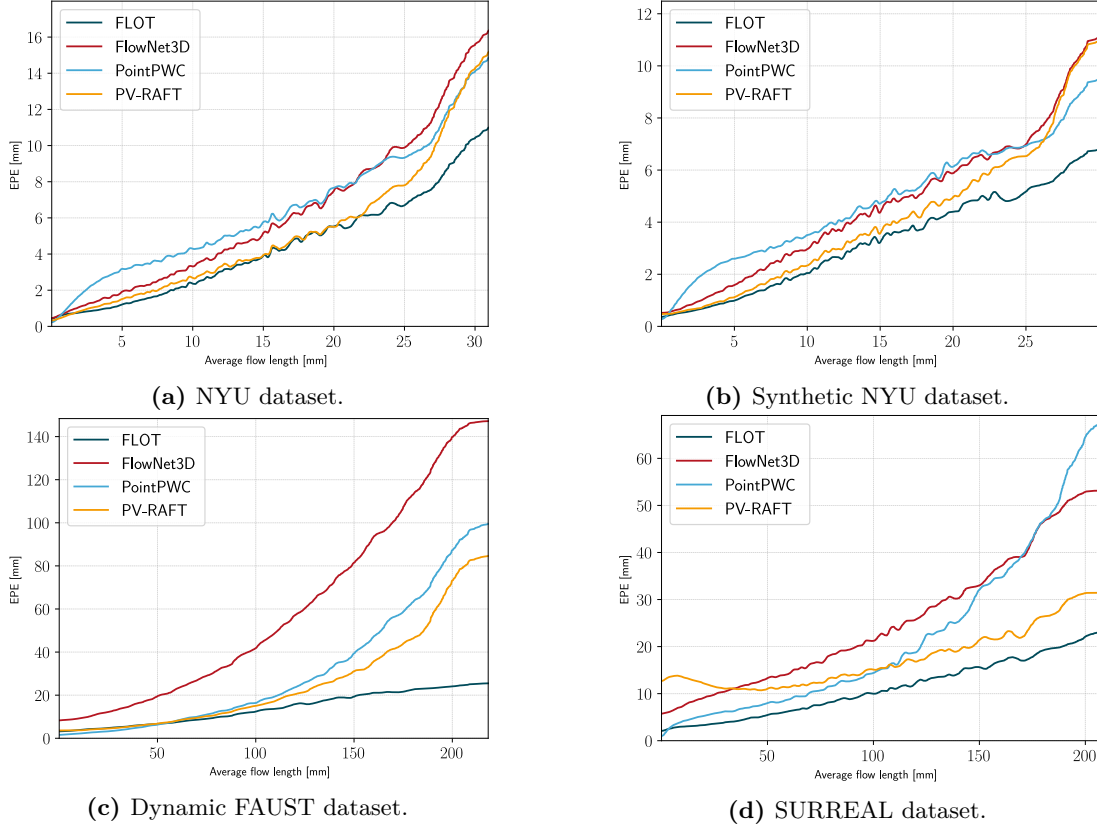 FLOT
FlowNet3D
PointPWC
PV-RAFT
EPE [mm]
16
14
12
10
8
6
4
2
0
5
10
15
20
25
30
Average flow length [mm]
(a) NYU dataset.
FLOT
FlowNet3D
PointPWC
PV-RAFT
EPE [mm]
12
10
8
6
4
2
0
5
10
15
20
25
Average flow length [mm]
(b) Synthetic NYU dataset.
FLOT
FlowNet3D
PointPWC
PV-RAFT
EPE [mm]
140
120
100
80
60
40
20
0
50
100
150
200
Average flow length [mm]
(c) Dynamic FAUST dataset.
FLOT
FlowNet3D
PointPWC
PV-RAFT
EPE [mm]
60
50
40
30
20
10
0
50
100
150
200
Average flow length [mm]
(d) SURREAL dataset.